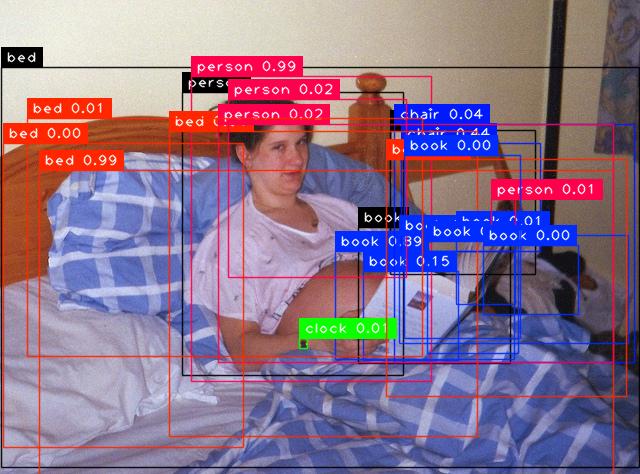 bed
person 0.99
person 0.02
bed 0.01
chair 0.04
person 0.02
bed 0.00
chair 0.44
book 0.00
bed 0.99
person 0.01
book
book 0.01
book 0.00
book 0.89
book 0.15
clock 0.01